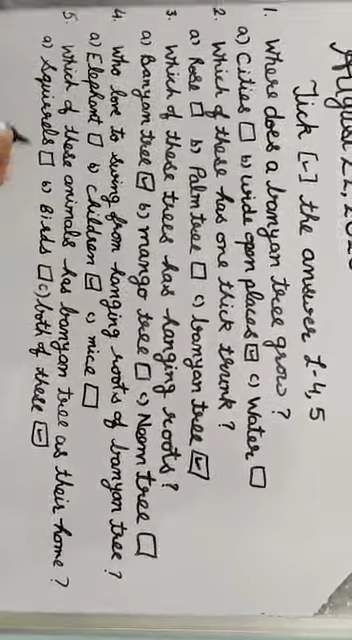 August 22, 202
Tick [✓] the answer L-4,5
1. Where does a banyan tree grow?
a) Cities ☐ b) wide open places ☑ c) Water ☐
2. Which of these has one thick trunk?
a) Rose ☐ b) Palm tree ☐ c) banyan tree ☑
3. Which of these trees has hanging roots?
a) Banyan tree ☑ b) mango tree ☐ c) Neem tree ☐
4. Who love to swing from hanging roots of banyan tree?
a) Elephant ☐ b) children ☑ c) mice ☐
5. Which of these animals has banyan tree as their home?
a) Squirrels ☐ b) Birds ☐ c) both of these ☑